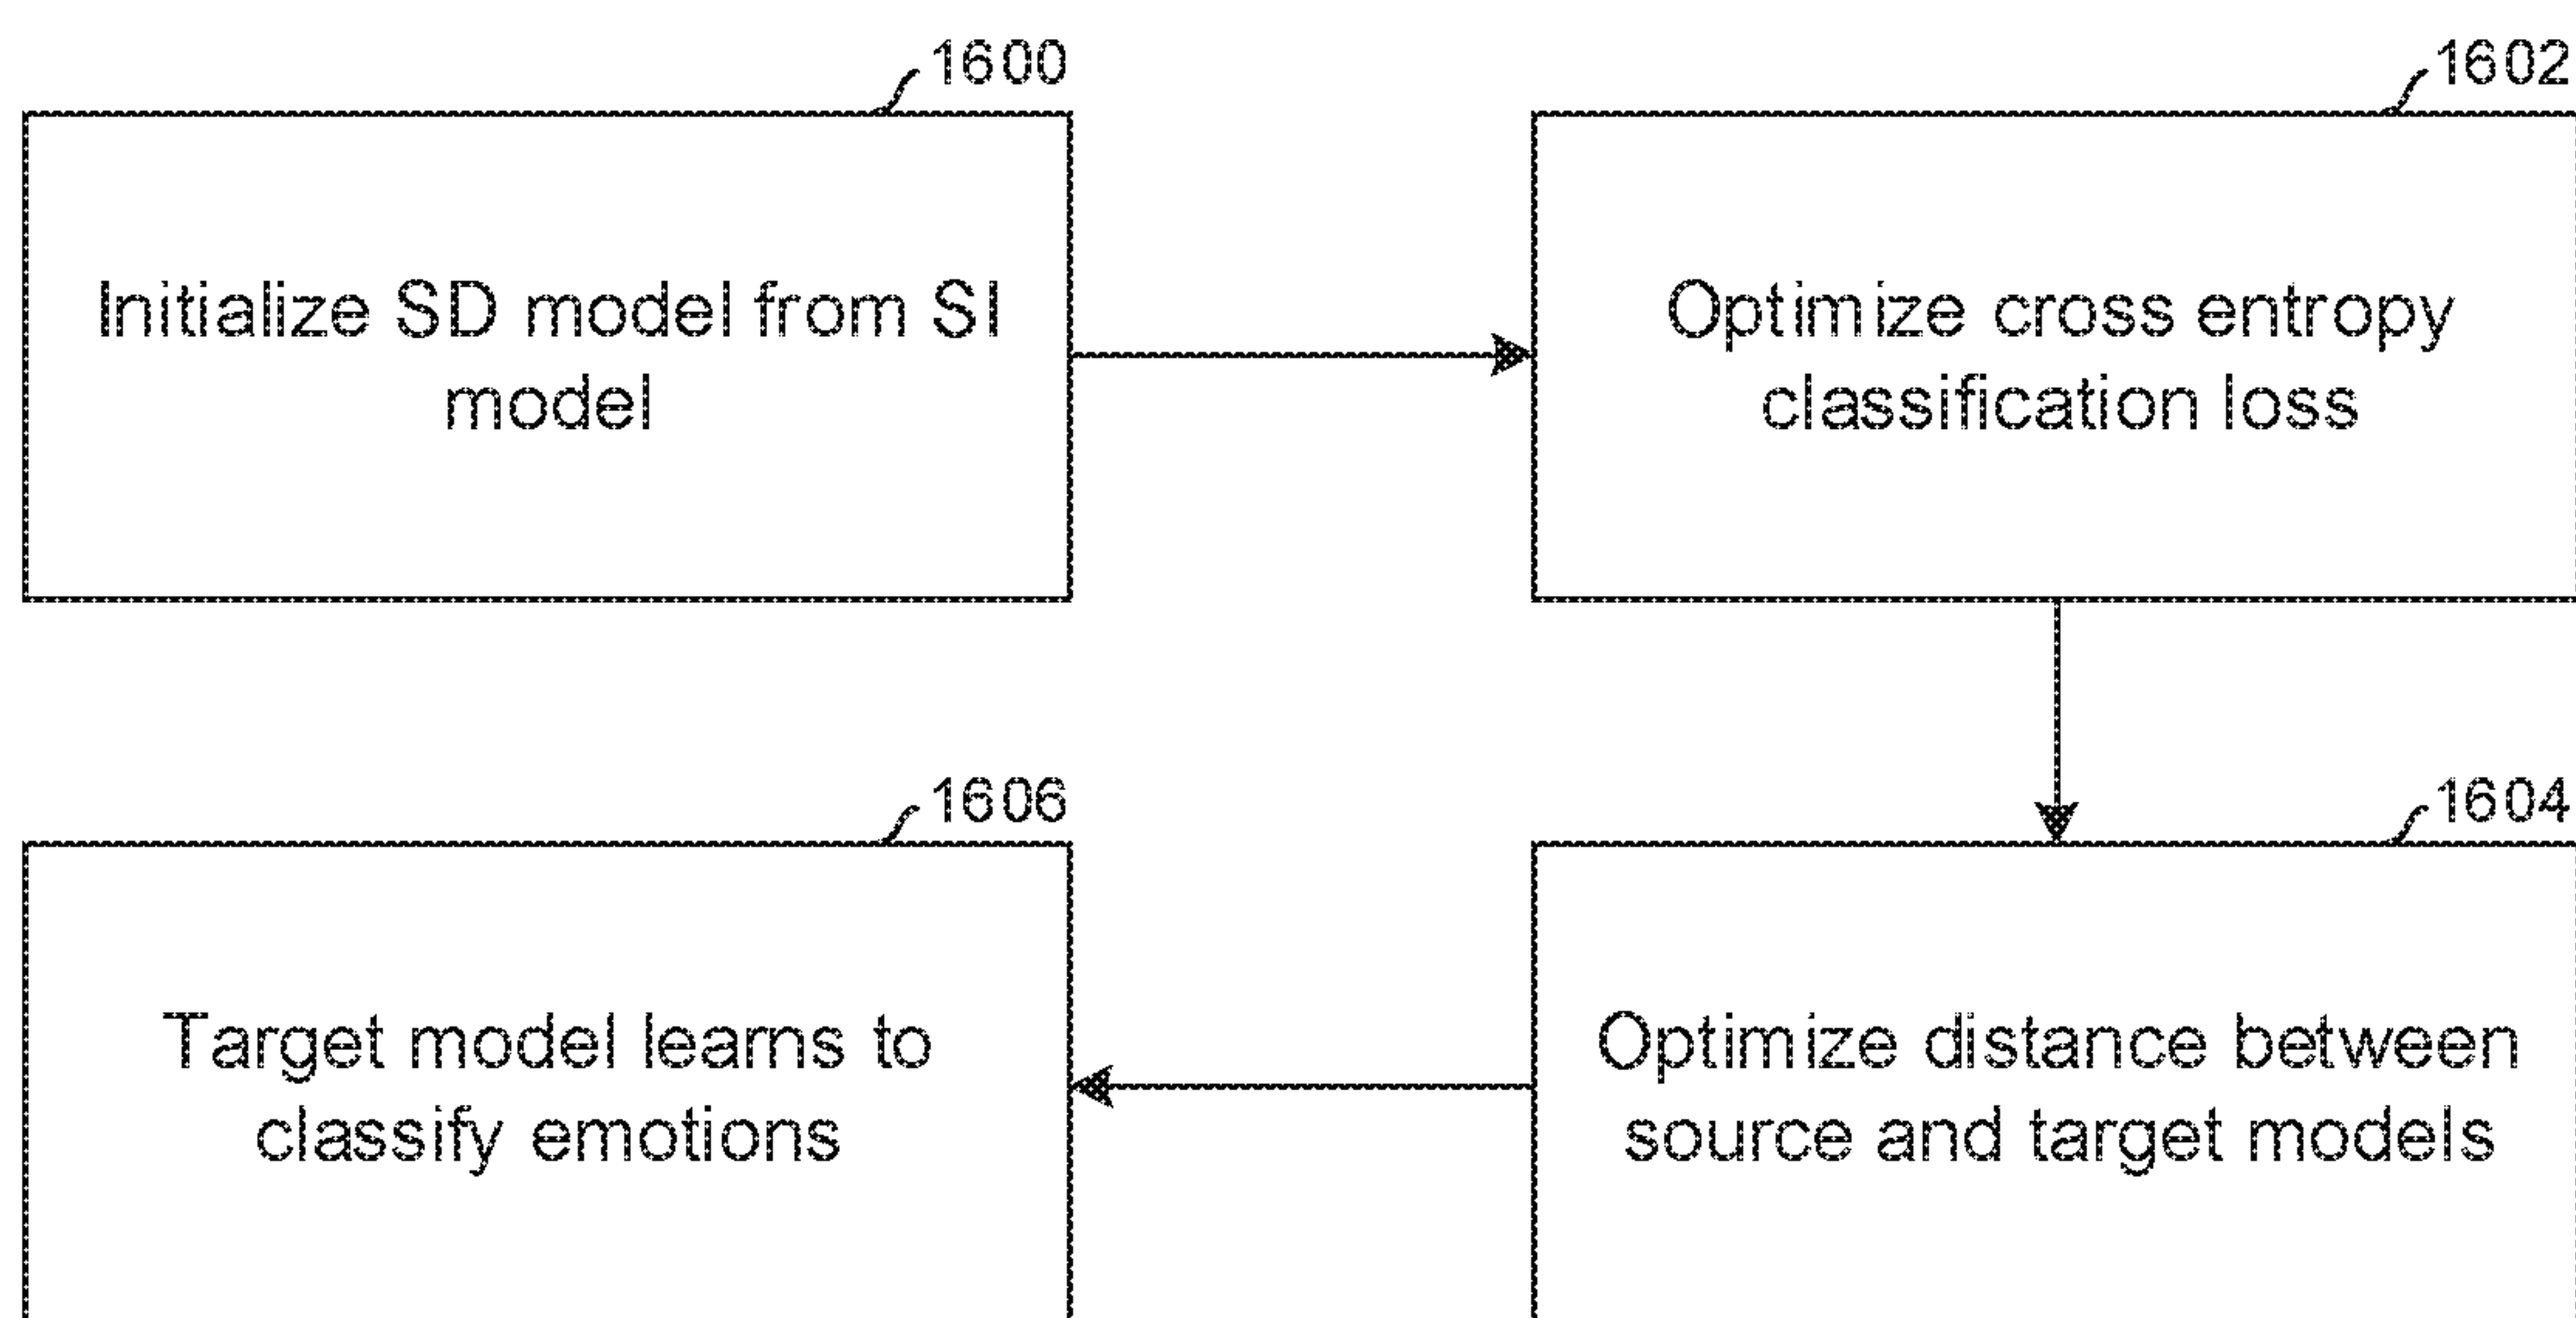 1600
Initialize SD model from SI
model
1602
Optimize cross entropy
classification loss
1606
Target model learns to
classify emotions
1604
Optimize distance between
source and target models